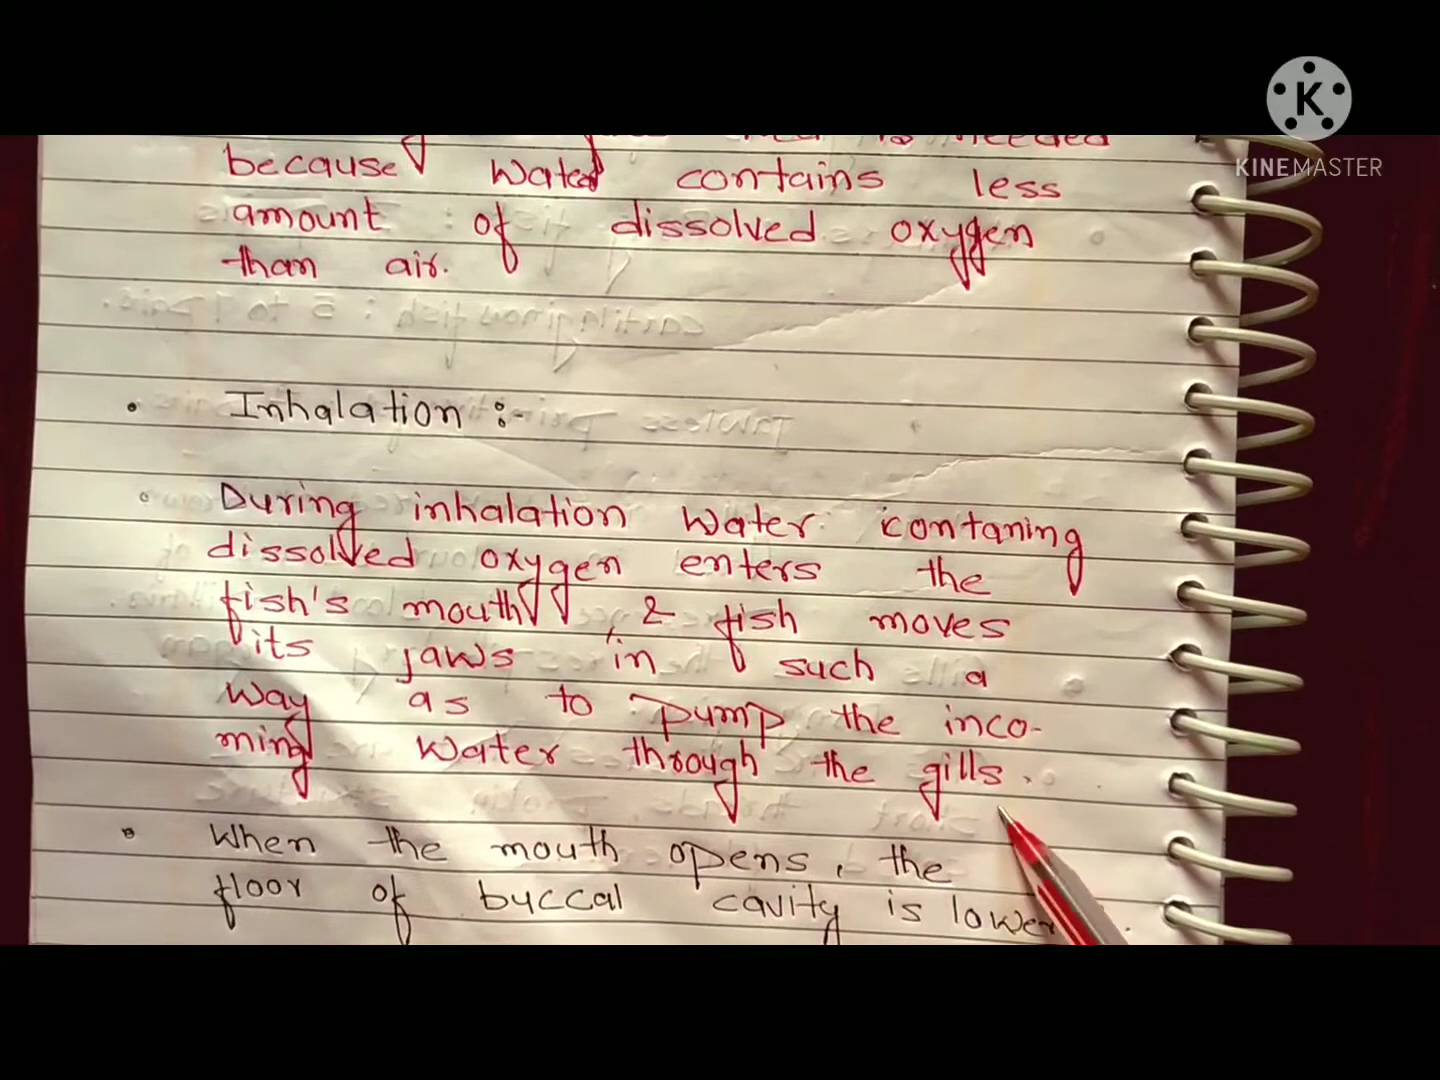 is needed
because water contains less
amount of dissolved oxygen
than air.
• Inhalation :-
During inhalation water contaning
dissolved oxygen enters the
fish's mouth, & fish moves
its jaws in such a
way as to pump the inco-
ming water through the gills.
• When the mouth opens, the
floor of buccal cavity is lower
K
KINEMASTER